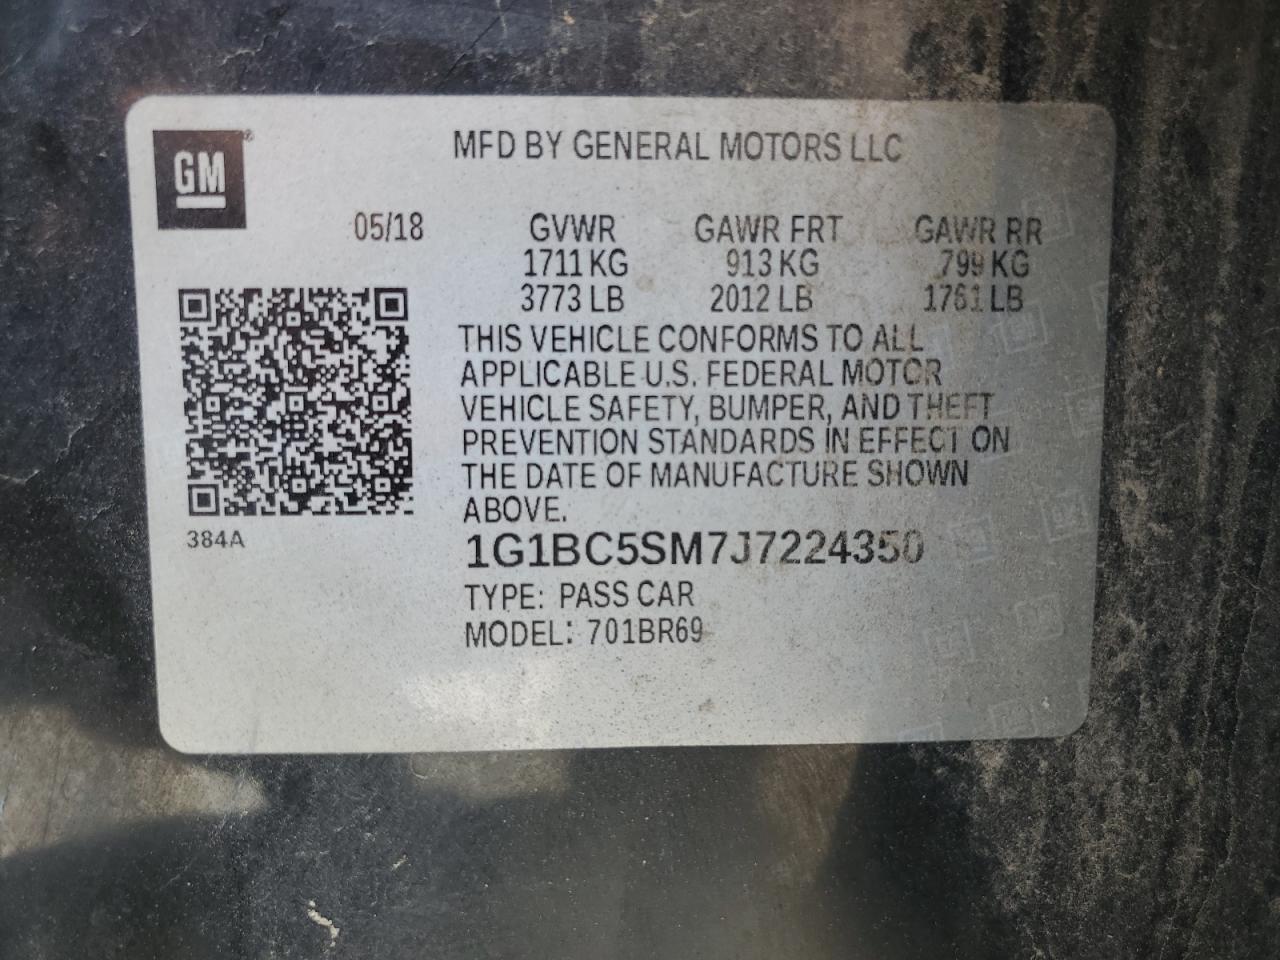 GM
MFD BY GENERAL MOTORS LLC
05/18 GVWR GAWR FRT GAWR RR
1711 KG 913 KG 799 KG
3773 LB 2012 LB 1761 LB
THIS VEHICLE CONFORMS TO ALL
APPLICABLE U.S. FEDERAL MOTOR
VEHICLE SAFETY, BUMPER, AND THEFT
PREVENTION STANDARDS IN EFFECT ON
THE DATE OF MANUFACTURE SHOWN
ABOVE.
384A
1G1BC5SM7J7224350
TYPE: PASS CAR
MODEL: 701BR69